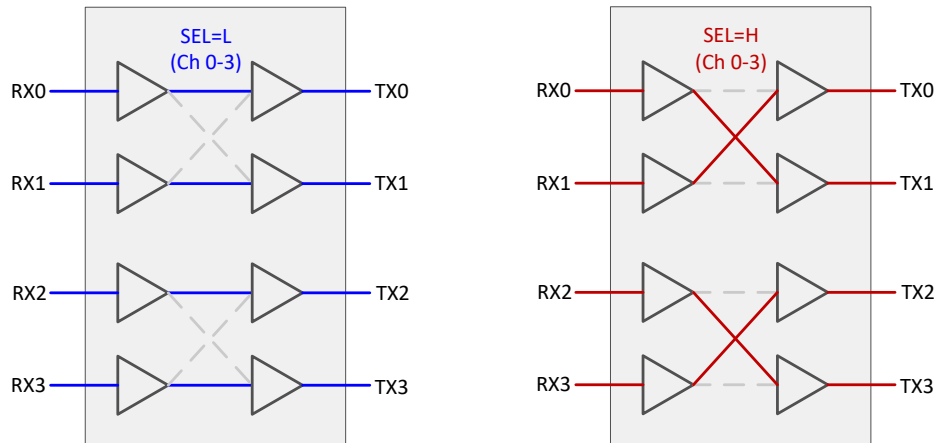 SEL=L
(Ch 0-3)
RX0
TX0
RX1
TX1
RX2
TX2
RX3
TX3
SEL=H
(Ch 0-3)
RX0
TX0
RX1
TX1
RX2
TX2
RX3
TX3